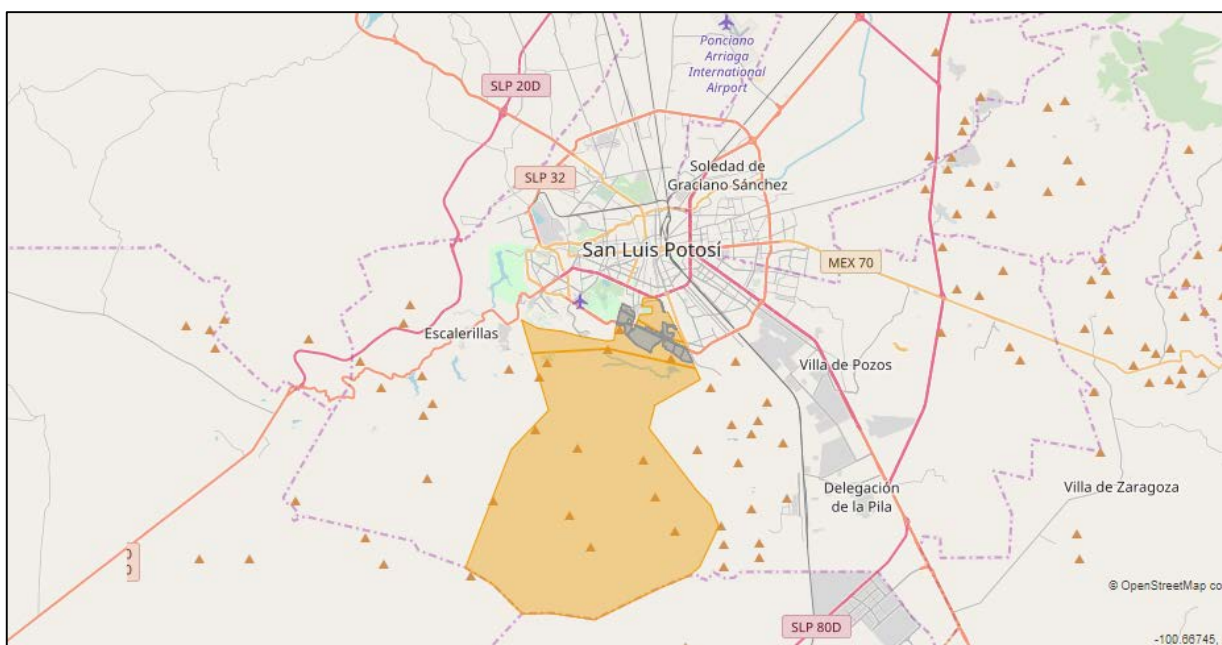 Ponciano
Arriaga
International
Airport
SLP 20D
SLP 32
Soledad de
Graciano Sánchez
San Luis Potosí
MEX 70
Escalerillas
Villa de Pozos
Delegación
de la Pila
Villa de Zaragoza
© OpenStreetMap co
SLP 80D
-100.66745,